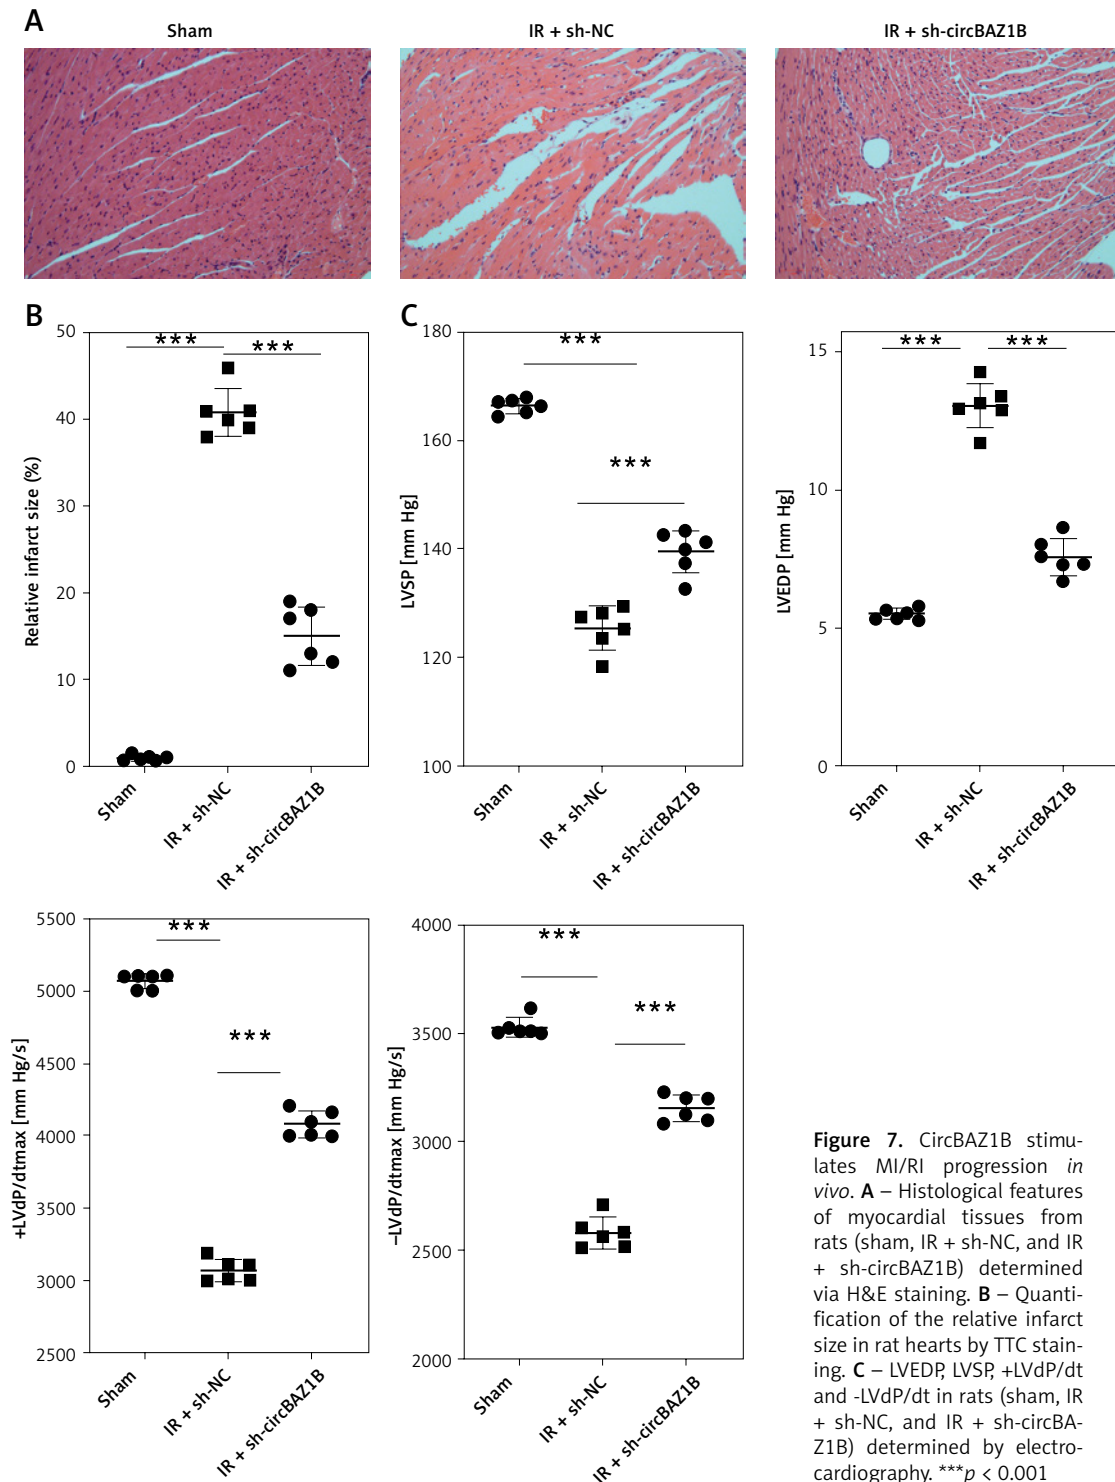 A
Sham
IR + sh-NC
IR + sh-circBAZ1B
B
Relative infarct size (%)
50
40
30
20
10
0
***
***
Sham
IR + sh-NC
IR + sh-circBAZ1B
C
LVSP [mm Hg]
180
160
140
120
100
***
***
Sham
IR + sh-NC
IR + sh-circBAZ1B
LVEDP [mm Hg]
15
10
5
0
***
***
Sham
IR + sh-NC
IR + sh-circBAZ1B
+LVdP/dtmax [mm Hg/s]
5500
5000
4500
4000
3500
3000
2500
***
***
Sham
IR + sh-NC
IR + sh-circBAZ1B
–LVdP/dtmax [mm Hg/s]
4000
3500
3000
2500
2000
***
***
Sham
IR + sh-NC
IR + sh-circBAZ1B
Figure 7. CircBAZ1B stimu-
lates MI/RI progression in
vivo. A – Histological features
of myocardial tissues from
rats (sham, IR + sh-NC, and IR
+ sh-circBAZ1B) determined
via H&E staining. B – Quanti-
fication of the relative infarct
size in rat hearts by TTC stain-
ing. C – LVEDP, LVSP, +LVdP/dt
and -LVdP/dt in rats (sham, IR
+ sh-NC, and IR + sh-circBA-
Z1B) determined by electro-
cardiography. ***p < 0.001